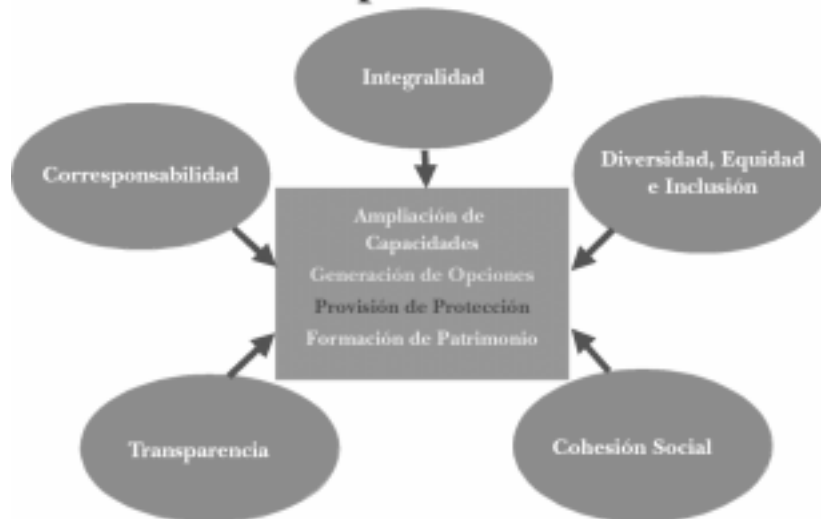 Integralidad
Corresponsabilidad
Diversidad, Equidad
e Inclusión
Ampliación de
Capacidades
Generación de Opciones
Provisión de Protección
Formación de Patrimonio
Transparencia
Cohesión Social